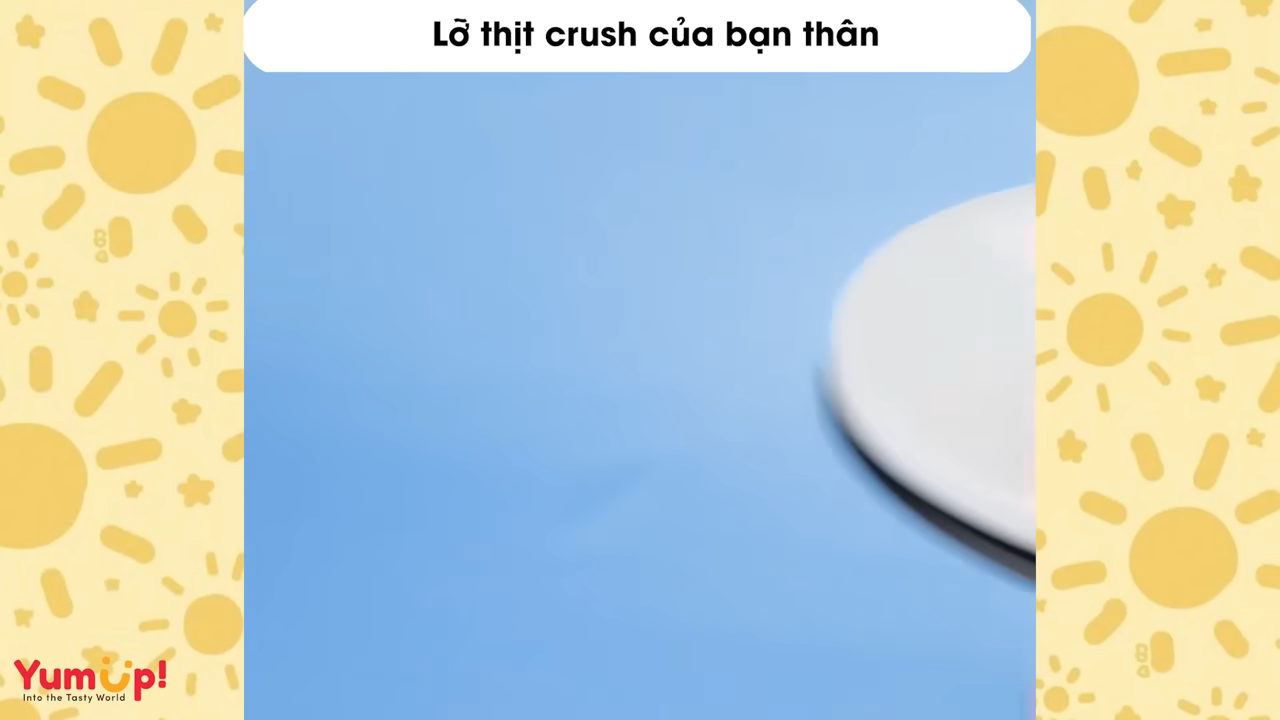 Lỡ thịt crush của bạn thân
YumUp!
Into the Tasty World